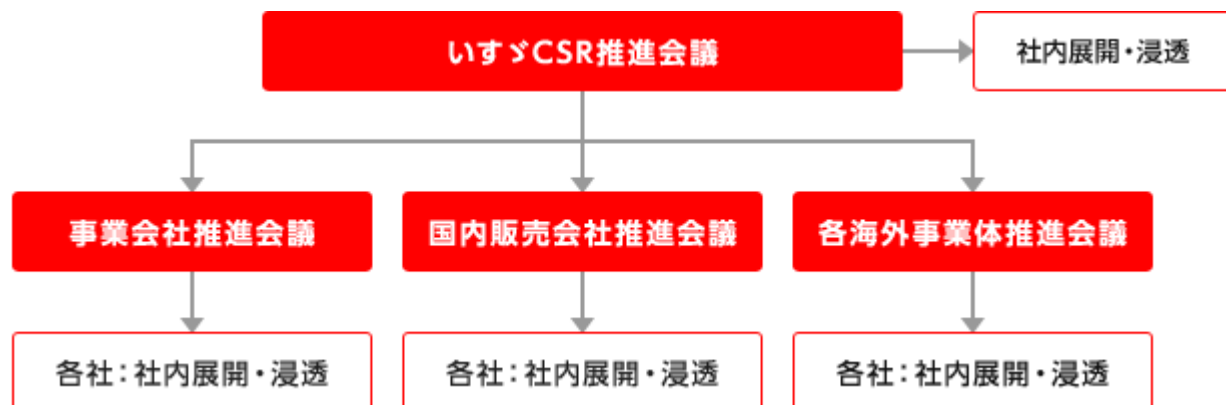 いすゞCSR推進会議
社内展開・浸透
事業会社推進会議
国内販売会社推進会議
各海外事業体推進会議
各社：社内展開・浸透
各社：社内展開・浸透
各社：社内展開・浸透